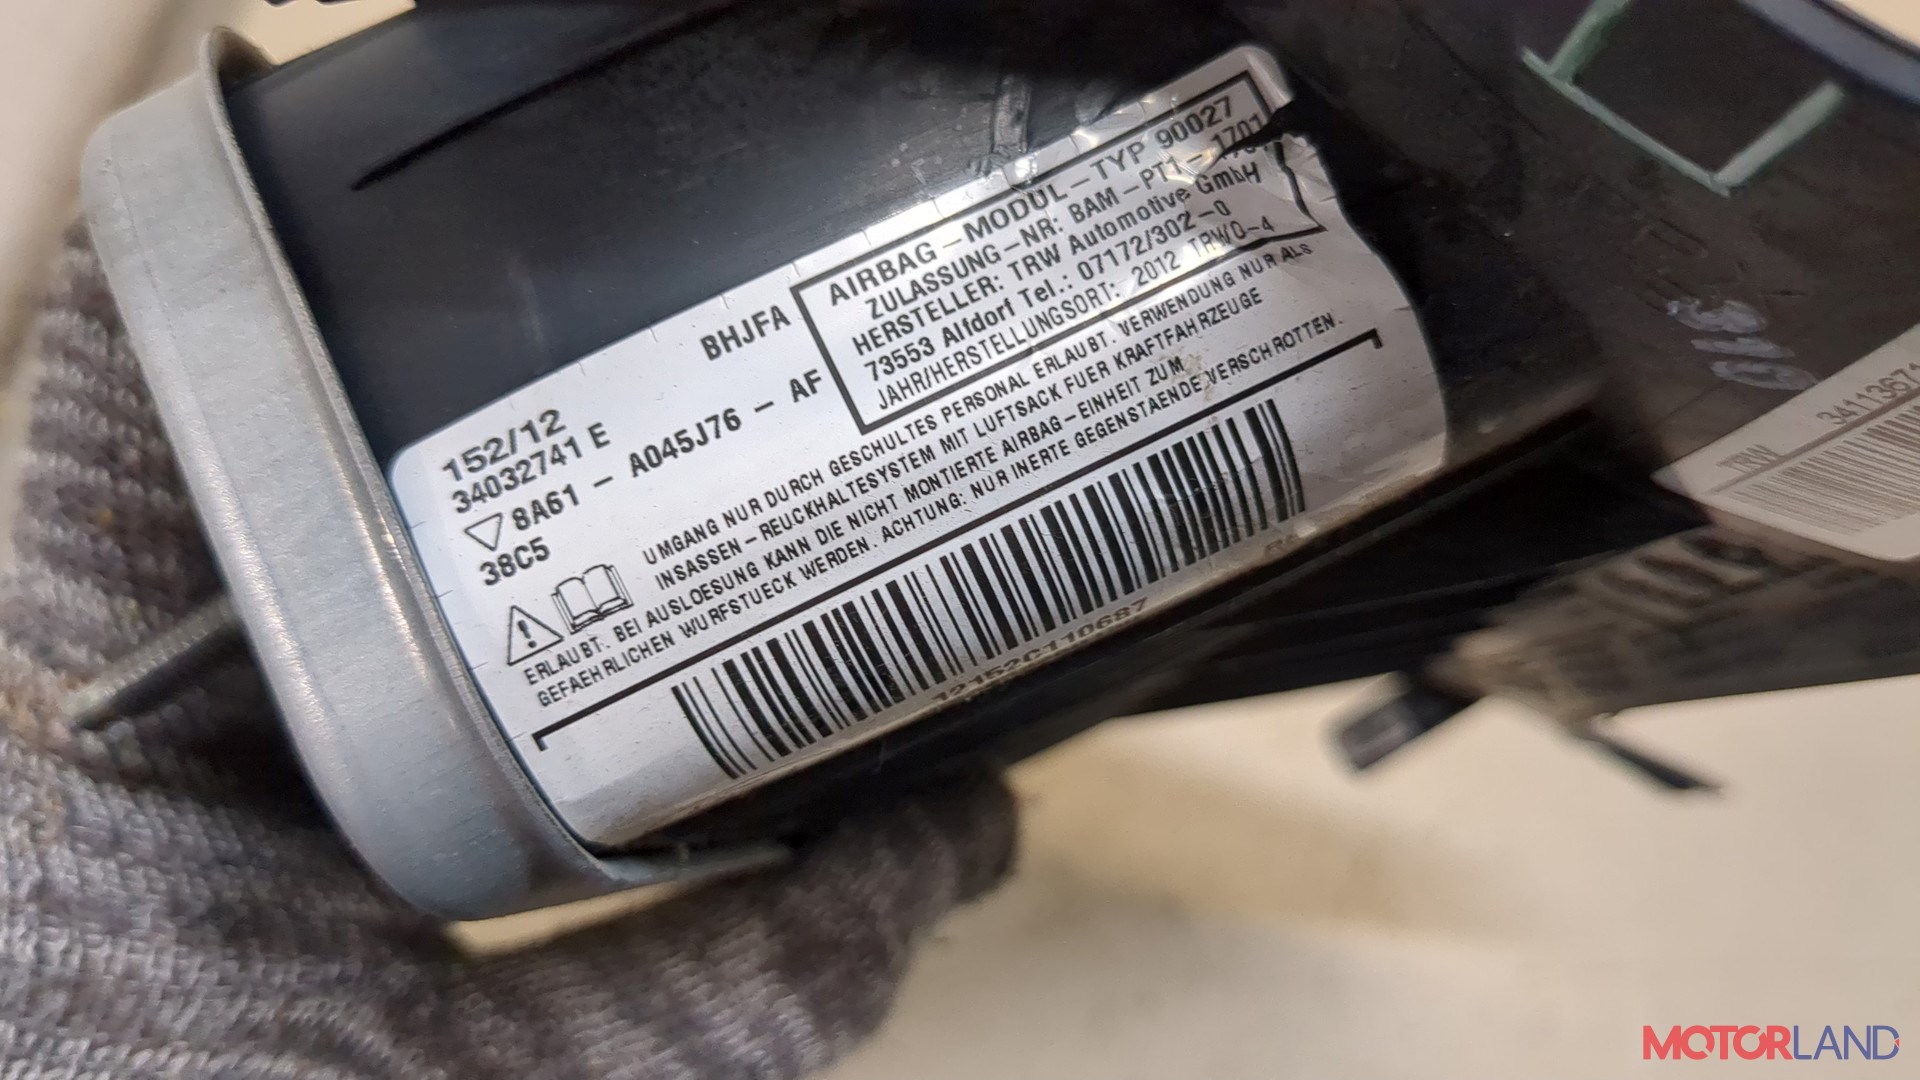 152/12
34032741 E
8A61 - A045J76 - AF
38C5
BHJFA
AIRBAG-MODUL-TYP 90027
ZULASSUNG-NR: BAM-PT1-1701
HERSTELLER: TRW Automotive GmbH
73553 Alfdorf Tel.: 07172/302-0
JAHR/HERSTELLUNGSORT: 2012 TRW/D-4
UMGANG NUR DURCH GESCHULTES PERSONAL ERLAUBT. VERWENDUNG NUR ALS
INSASSEN-REUCKHALTESYSTEM MIT LUFTSACK FUER KRAFTFAHRZEUGE
ERLAUBT. BEI AUSLOESUNG KANN DIE NICHT MONTIERTE AIRBAG-EINHEIT ZUM
GEFAEHRLICHEN WURFSTUECK WERDEN. ACHTUNG: NUR INERTE GEGENSTAENDE VERSCHROTTEN.
12152C110687
TRW
3411367
MOTORLAND